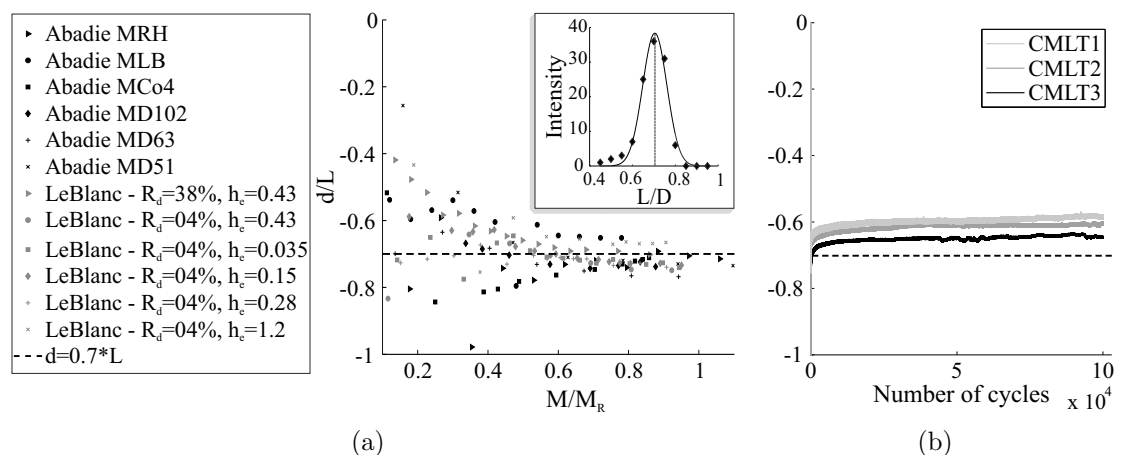 Abadie MRH
Abadie MLB
Abadie MCo4
Abadie MD102
Abadie MD63
Abadie MD51
LeBlanc - R_d=38%, h_e=0.43
LeBlanc - R_d=04%, h_e=0.43
LeBlanc - R_d=04%, h_e=0.035
LeBlanc - R_d=04%, h_e=0.15
LeBlanc - R_d=04%, h_e=0.28
LeBlanc - R_d=04%, h_e=1.2
d=0.7*L
0
-0.2
-0.4
-0.6
-0.8
-1
d/L
0.2 0.4 0.6 0.8 1
M/M_R
40
30
20
10
0
Intensity
0.4 0.6 0.8 1
L/D
(a)
0
-0.2
-0.4
-0.6
-0.8
-1
CMLT1
CMLT2
CMLT3
0 5 10
Number of cycles x 10^4
(b)